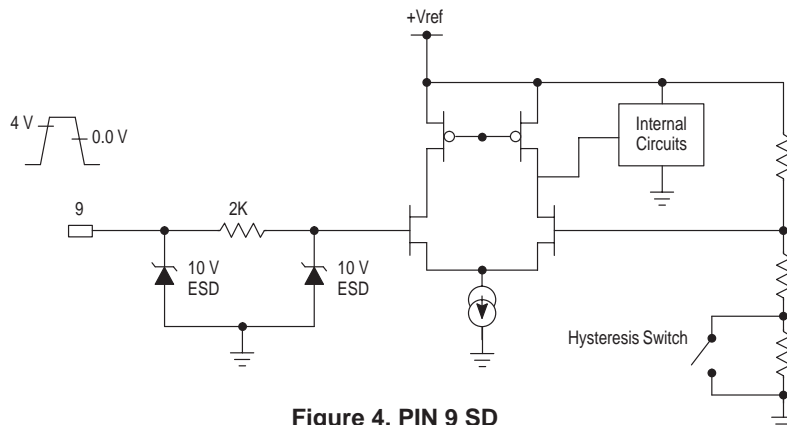 +Vref
4 V
0.0 V
Internal
Circuits
9
2K
10 V
ESD
10 V
ESD
Hysteresis Switch
Figure 4. PIN 9 SD